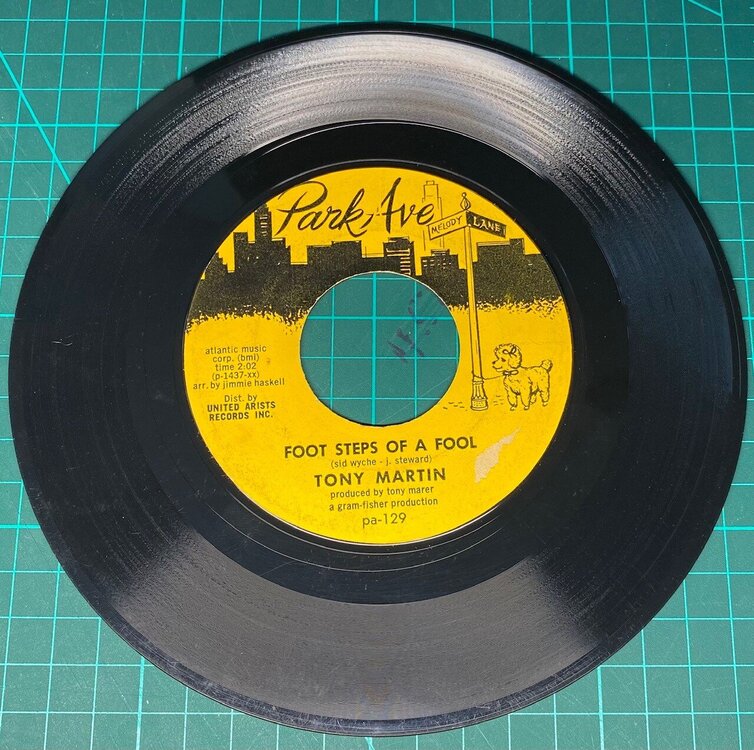 Park Ave
MELODY LANE
atlantic music
corp. (bmi)
time 2:02
(p-1437-xx)
arr. by jimmie haskell
Dist. by
UNITED ARISTS
RECORDS INC.
FOOT STEPS OF A FOOL
(sid wyche - j. steward)
TONY MARTIN
produced by tony marer
a gram-fisher production
pa-129